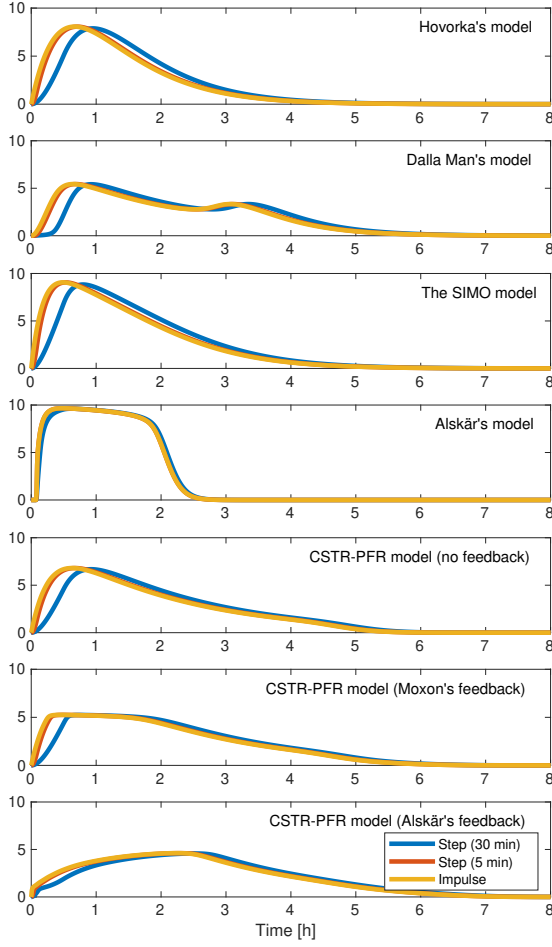 10
Hovorka's model
5
0
0 1 2 3 4 5 6 7 8
10
Dalla Man's model
5
0
0 1 2 3 4 5 6 7 8
10
The SIMO model
5
0
0 1 2 3 4 5 6 7 8
10
Alskär's model
5
0
0 1 2 3 4 5 6 7 8
10
CSTR-PFR model (no feedback)
5
0
0 1 2 3 4 5 6 7 8
10
CSTR-PFR model (Moxon's feedback)
5
0
0 1 2 3 4 5 6 7 8
10
CSTR-PFR model (Alskär's feedback)
5
Step (30 min)
Step (5 min)
Impulse
0
0 1 2 3 4 5 6 7 8
Time [h]